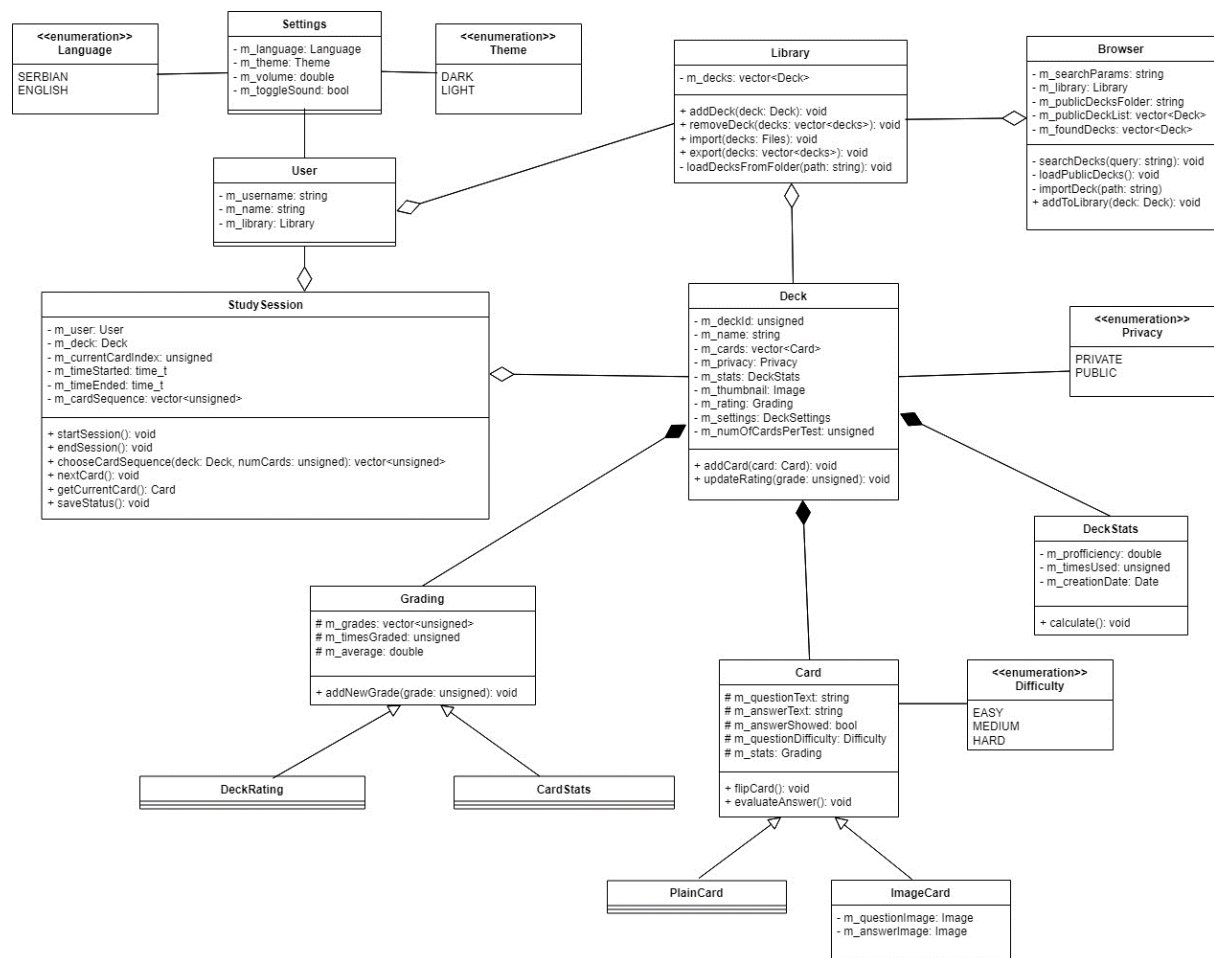 <<enumeration>>
Language
SERBIAN
ENGLISH
Settings
- m_language: Language
- m_theme: Theme
- m_volume: double
- m_toggleSound: bool
<<enumeration>>
Theme
DARK
LIGHT
Library
- m_decks: vector<Deck>
+ addDeck(deck: Deck): void
+ removeDeck(decks: vector<decks>): void
+ import(decks: Files): void
+ export(decks: vector<decks>): void
- loadDecksFromFolder(path: string): void
Browser
- m_searchParams: string
- m_library: Library
- m_publicDecksFolder: string
- m_publicDeckList: vector<Deck>
- m_foundDecks: vector<Deck>
- searchDecks(query: string): void
- loadPublicDecks(): void
- importDeck(path: string)
+ addToLibrary(deck: Deck): void
User
- m_username: string
- m_name: string
- m_library: Library
StudySession
- m_user: User
- m_deck: Deck
- m_currentCardIndex: unsigned
- m_timeStarted: time_t
- m_timeEnded: time_t
- m_cardSequence: vector<unsigned>
+ startSession(): void
+ endSession(): void
+ chooseCardSequence(deck: Deck, numCards: unsigned): vector<unsigned>
+ nextCard(): void
+ getCurrentCard(): Card
+ saveStatus(): void
Deck
- m_deckId: unsigned
- m_name: string
- m_cards: vector<Card>
- m_privacy: Privacy
- m_stats: DeckStats
- m_thumbnail: Image
- m_rating: Grading
- m_settings: DeckSettings
- m_numOfCardsPerTest: unsigned
+ addCard(card: Card): void
+ updateRating(grade: unsigned): void
<<enumeration>>
Privacy
PRIVATE
PUBLIC
DeckStats
- m_profficiency: double
- m_timesUsed: unsigned
- m_creationDate: Date
+ calculate(): void
Grading
# m_grades: vector<unsigned>
# m_timesGraded: unsigned
# m_average: double
+ addNewGrade(grade: unsigned): void
DeckRating
CardStats
Card
# m_questionText: string
# m_answerText: string
# m_answerShowed: bool
# m_questionDifficulty: Difficulty
# m_stats: Grading
+ flipCard(): void
+ evaluateAnswer(): void
<<enumeration>>
Difficulty
EASY
MEDIUM
HARD
PlainCard
ImageCard
- m_questionImage: Image
- m_answerImage: Image